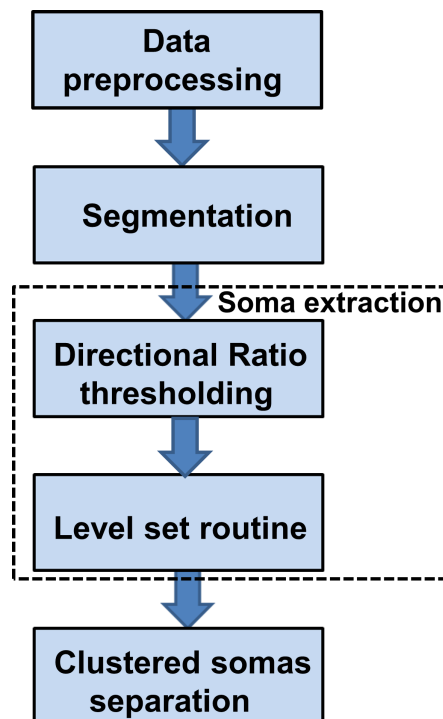 Data
preprocessing
Segmentation
Soma extraction
Directional Ratio
thresholding
Level set routine
Clustered somas
separation